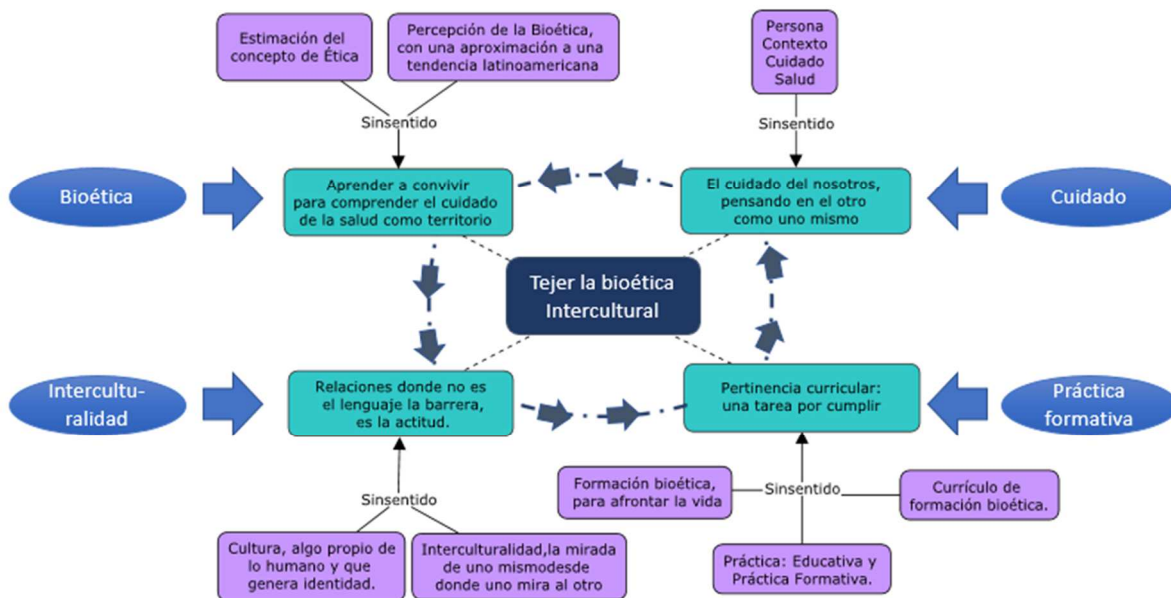 Estimación del
concepto de Ética
Percepción de la Bioética,
con una aproximación a una
tendencia latinoamericana
Persona
Contexto
Cuidado
Salud
Sinsentido
Sinsentido
Bioética
Aprender a convivir
para comprender el cuidado
de la salud como territorio
El cuidado del nosotros,
pensando en el otro
como uno mismo
Cuidado
Tejer la bioética
Intercultural
Intercultu-
ralidad
Relaciones donde no es
el lenguaje la barrera,
es la actitud.
Pertinencia curricular:
una tarea por cumplir
Práctica
formativa
Sinsentido
Cultura, algo propio de
lo humano y que
genera identidad.
Interculturalidad,la mirada
de uno mismodesde
donde uno mira al otro
Formación bioética,
para afrontar la vida
Sinsentido
Currículo de
formación bioética.
Práctica: Educativa y
Práctica Formativa.